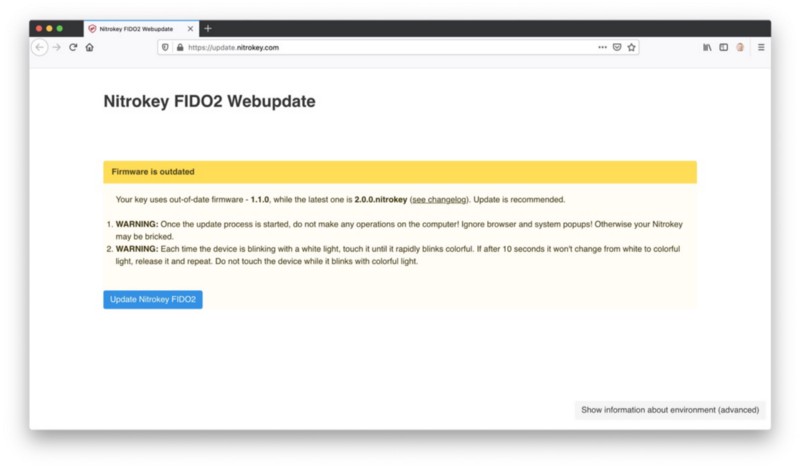 Nitrokey FIDO2 Webupdate
https://update.nitrokey.com
Nitrokey FIDO2 Webupdate
Firmware is outdated
Your key uses out-of-date firmware - 1.1.0, while the latest one is 2.0.0.nitrokey (see changelog). Update is recommended.
1. WARNING: Once the update process is started, do not make any operations on the computer! Ignore browser and system popups! Otherwise your Nitrokey
may be bricked.
2. WARNING: Each time the device is blinking with a white light, touch it until it rapidly blinks colorful. If after 10 seconds it won't change from white to colorful
light, release it and repeat. Do not touch the device while it blinks with colorful light.
Update Nitrokey FIDO2
Show information about environment (advanced)